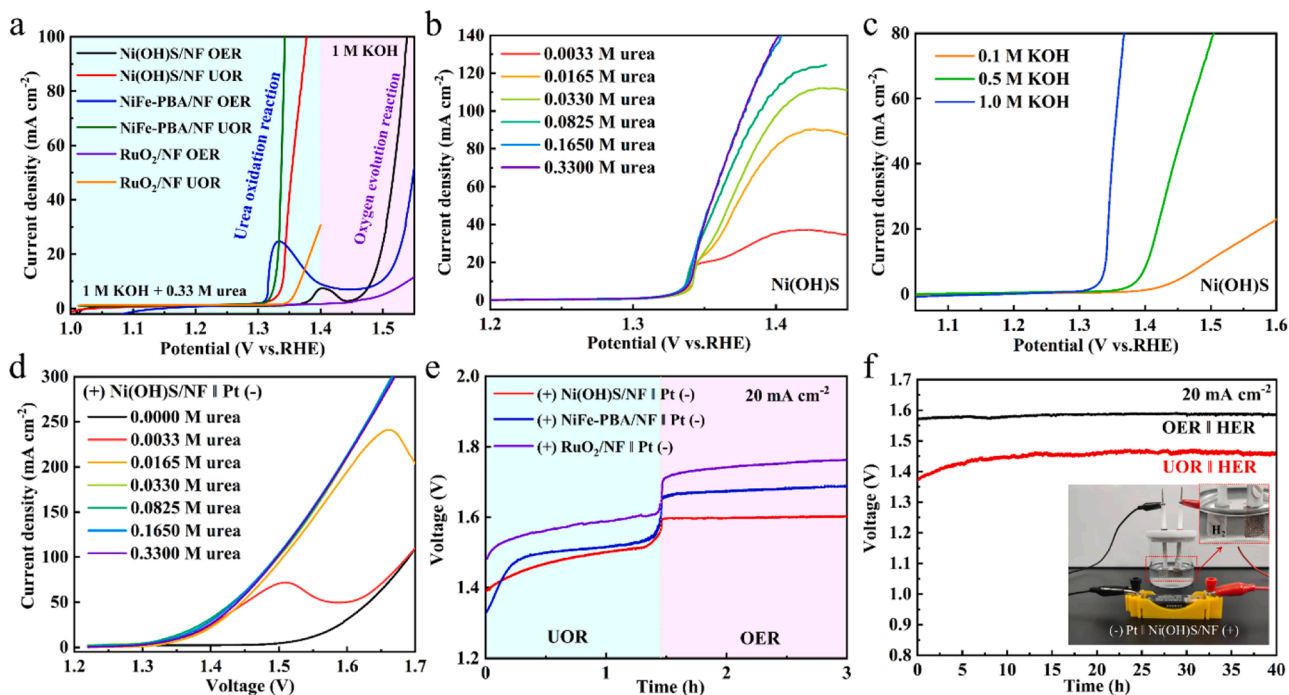 a
Current density (mA cm⁻²)
100
80
60
40
20
0
Ni(OH)S/NF OER
Ni(OH)S/NF UOR
NiFe-PBA/NF OER
NiFe-PBA/NF UOR
RuO₂/NF OER
RuO₂/NF UOR
1 M KOH
Urea oxidation reaction
Oxygen evolution reaction
1 M KOH + 0.33 M urea
1.0 1.1 1.2 1.3 1.4 1.5
Potential (V vs.RHE)
b
Current density (mA cm⁻²)
140
120
100
80
60
40
20
0
0.0033 M urea
0.0165 M urea
0.0330 M urea
0.0825 M urea
0.1650 M urea
0.3300 M urea
Ni(OH)S
1.2 1.3 1.4
Potential (V vs.RHE)
c
Current density (mA cm⁻²)
80
60
40
20
0
0.1 M KOH
0.5 M KOH
1.0 M KOH
Ni(OH)S
1.1 1.2 1.3 1.4 1.5 1.6
Potential (V vs.RHE)
d
Current density (mA cm⁻²)
300
250
200
150
100
50
0
(+) Ni(OH)S/NF ‖ Pt (-)
0.0000 M urea
0.0033 M urea
0.0165 M urea
0.0330 M urea
0.0825 M urea
0.1650 M urea
0.3300 M urea
1.2 1.3 1.4 1.5 1.6 1.7
Voltage (V)
e
Voltage (V)
2.0
1.8
1.6
1.4
1.2
(+) Ni(OH)S/NF ‖ Pt (-)
(+) NiFe-PBA/NF ‖ Pt (-)
(+) RuO₂/NF ‖ Pt (-)
20 mA cm⁻²
UOR
OER
0 1 2 3
Time (h)
f
Voltage (V)
1.7
1.6
1.5
1.4
1.3
1.2
1.1
1.0
0.9
0.8
20 mA cm⁻²
OER ‖ HER
UOR ‖ HER
H₂
(-) Pt ‖ Ni(OH)S/NF (+)
0 5 10 15 20 25 30 35 40
Time (h)